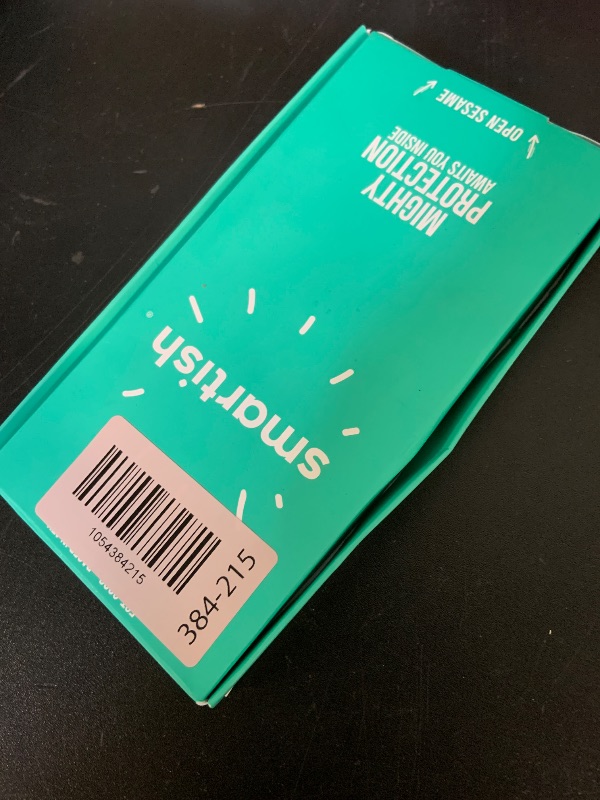 OPEN SESAME
MIGHTY
PROTECTION
AWAITS YOU INSIDE
smartish
1054384215
384-215